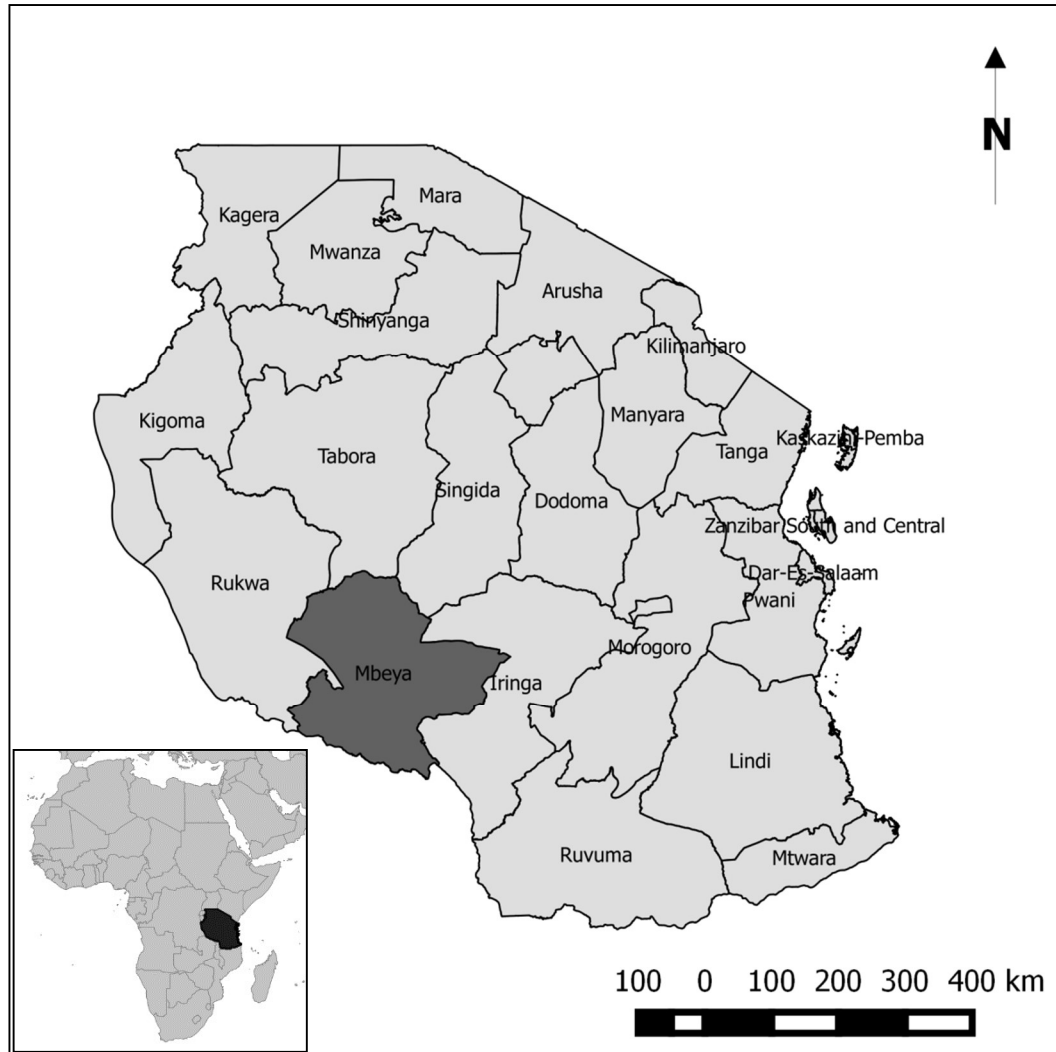 N
Mara
Kagera
Mwanza
Arusha
Shinyanga
Kilimanjaro
Kigoma
Manyara
Kaskazini-Pemba
Tanga
Tabora
Singida
Dodoma
Zanzibar South and Central
Dar-Es-Salaam
Rukwa
Pwani
Morogoro
Mbeya
Iringa
Lindi
Ruvuma
Mtwara
100 0 100 200 300 400 km